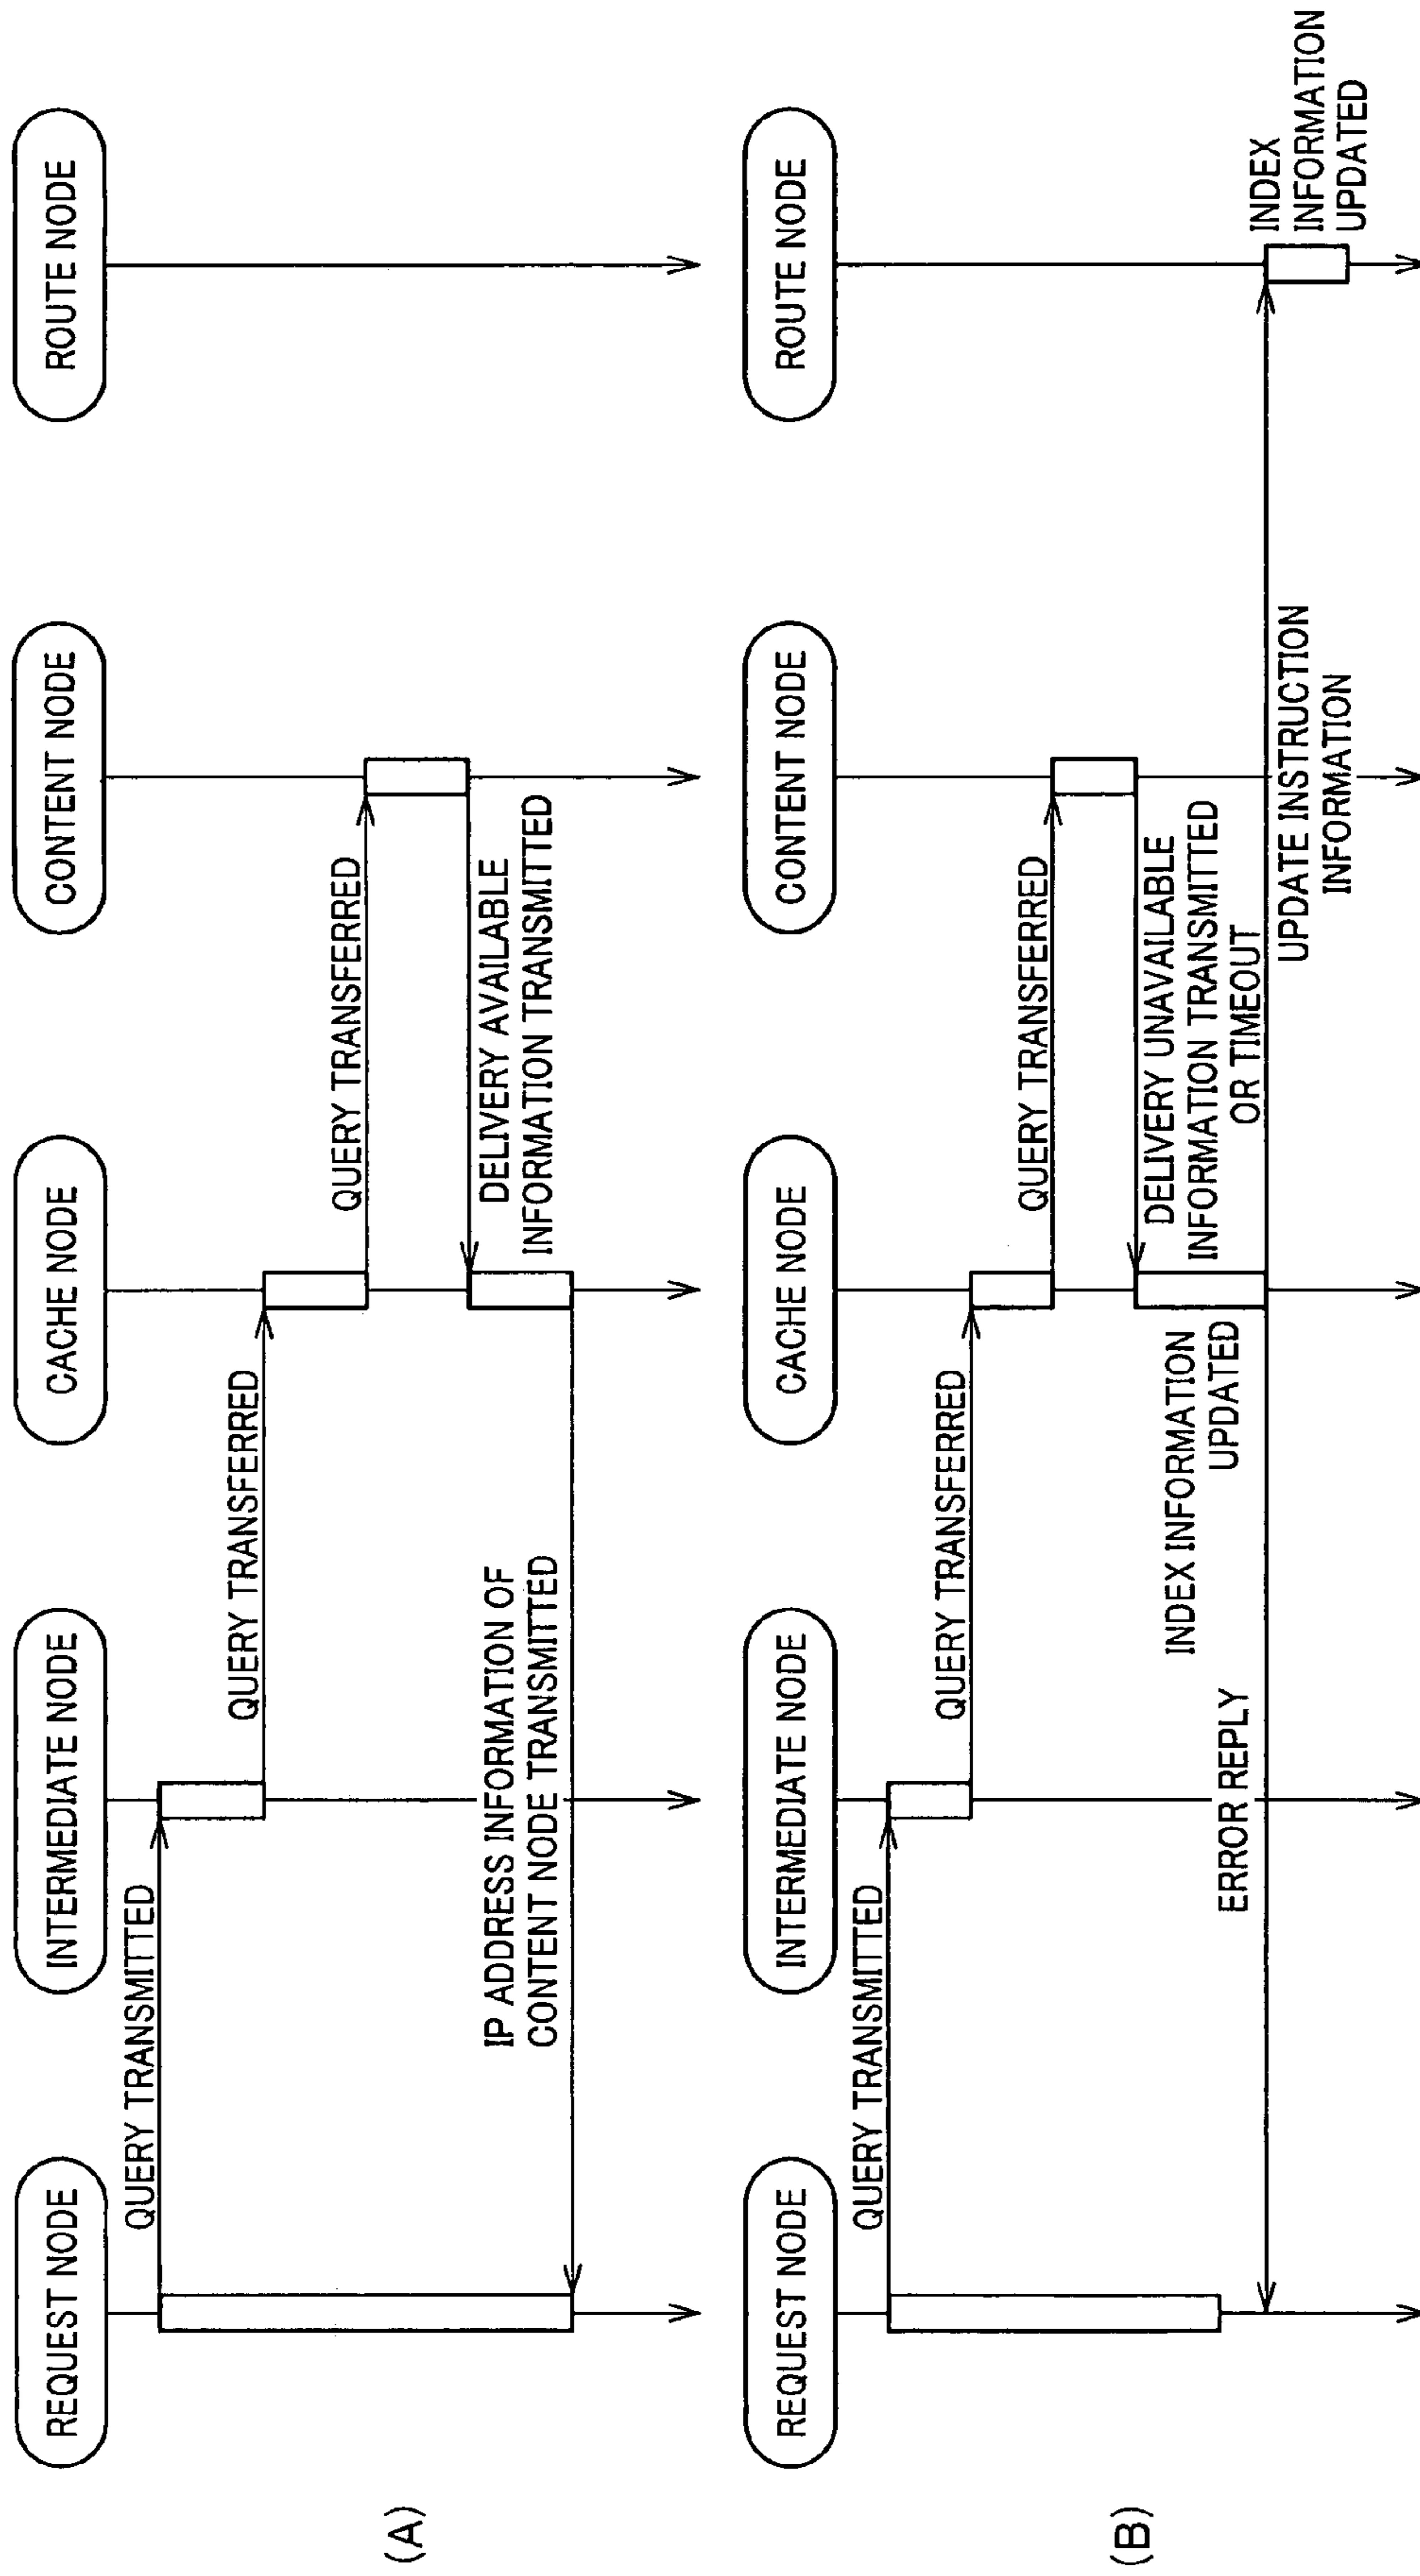 (A)
REQUEST NODE
INTERMEDIATE NODE
CACHE NODE
CONTENT NODE
ROUTE NODE
QUERY TRANSMITTED
QUERY TRANSFERRED
QUERY TRANSFERRED
DELIVERY AVAILABLE
INFORMATION TRANSMITTED
IP ADDRESS INFORMATION OF
CONTENT NODE TRANSMITTED
(B)
REQUEST NODE
INTERMEDIATE NODE
CACHE NODE
CONTENT NODE
ROUTE NODE
QUERY TRANSMITTED
QUERY TRANSFERRED
QUERY TRANSFERRED
DELIVERY UNAVAILABLE
INFORMATION TRANSMITTED
OR TIMEOUT
INDEX INFORMATION
UPDATED
ERROR REPLY
UPDATE INSTRUCTION
INFORMATION
INDEX
INFORMATION
UPDATED